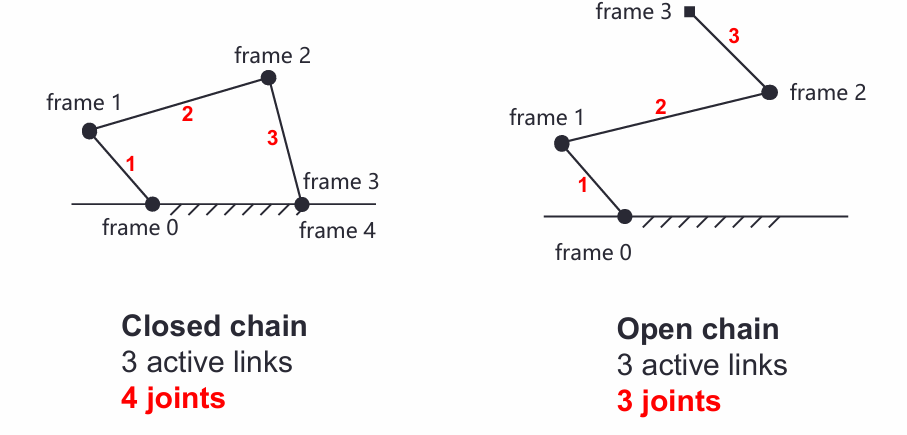 frame 2
frame 1
2
3
1
frame 3
frame 0
frame 4
Closed chain
3 active links
4 joints
frame 3
3
frame 2
2
frame 1
1
frame 0
Open chain
3 active links
3 joints